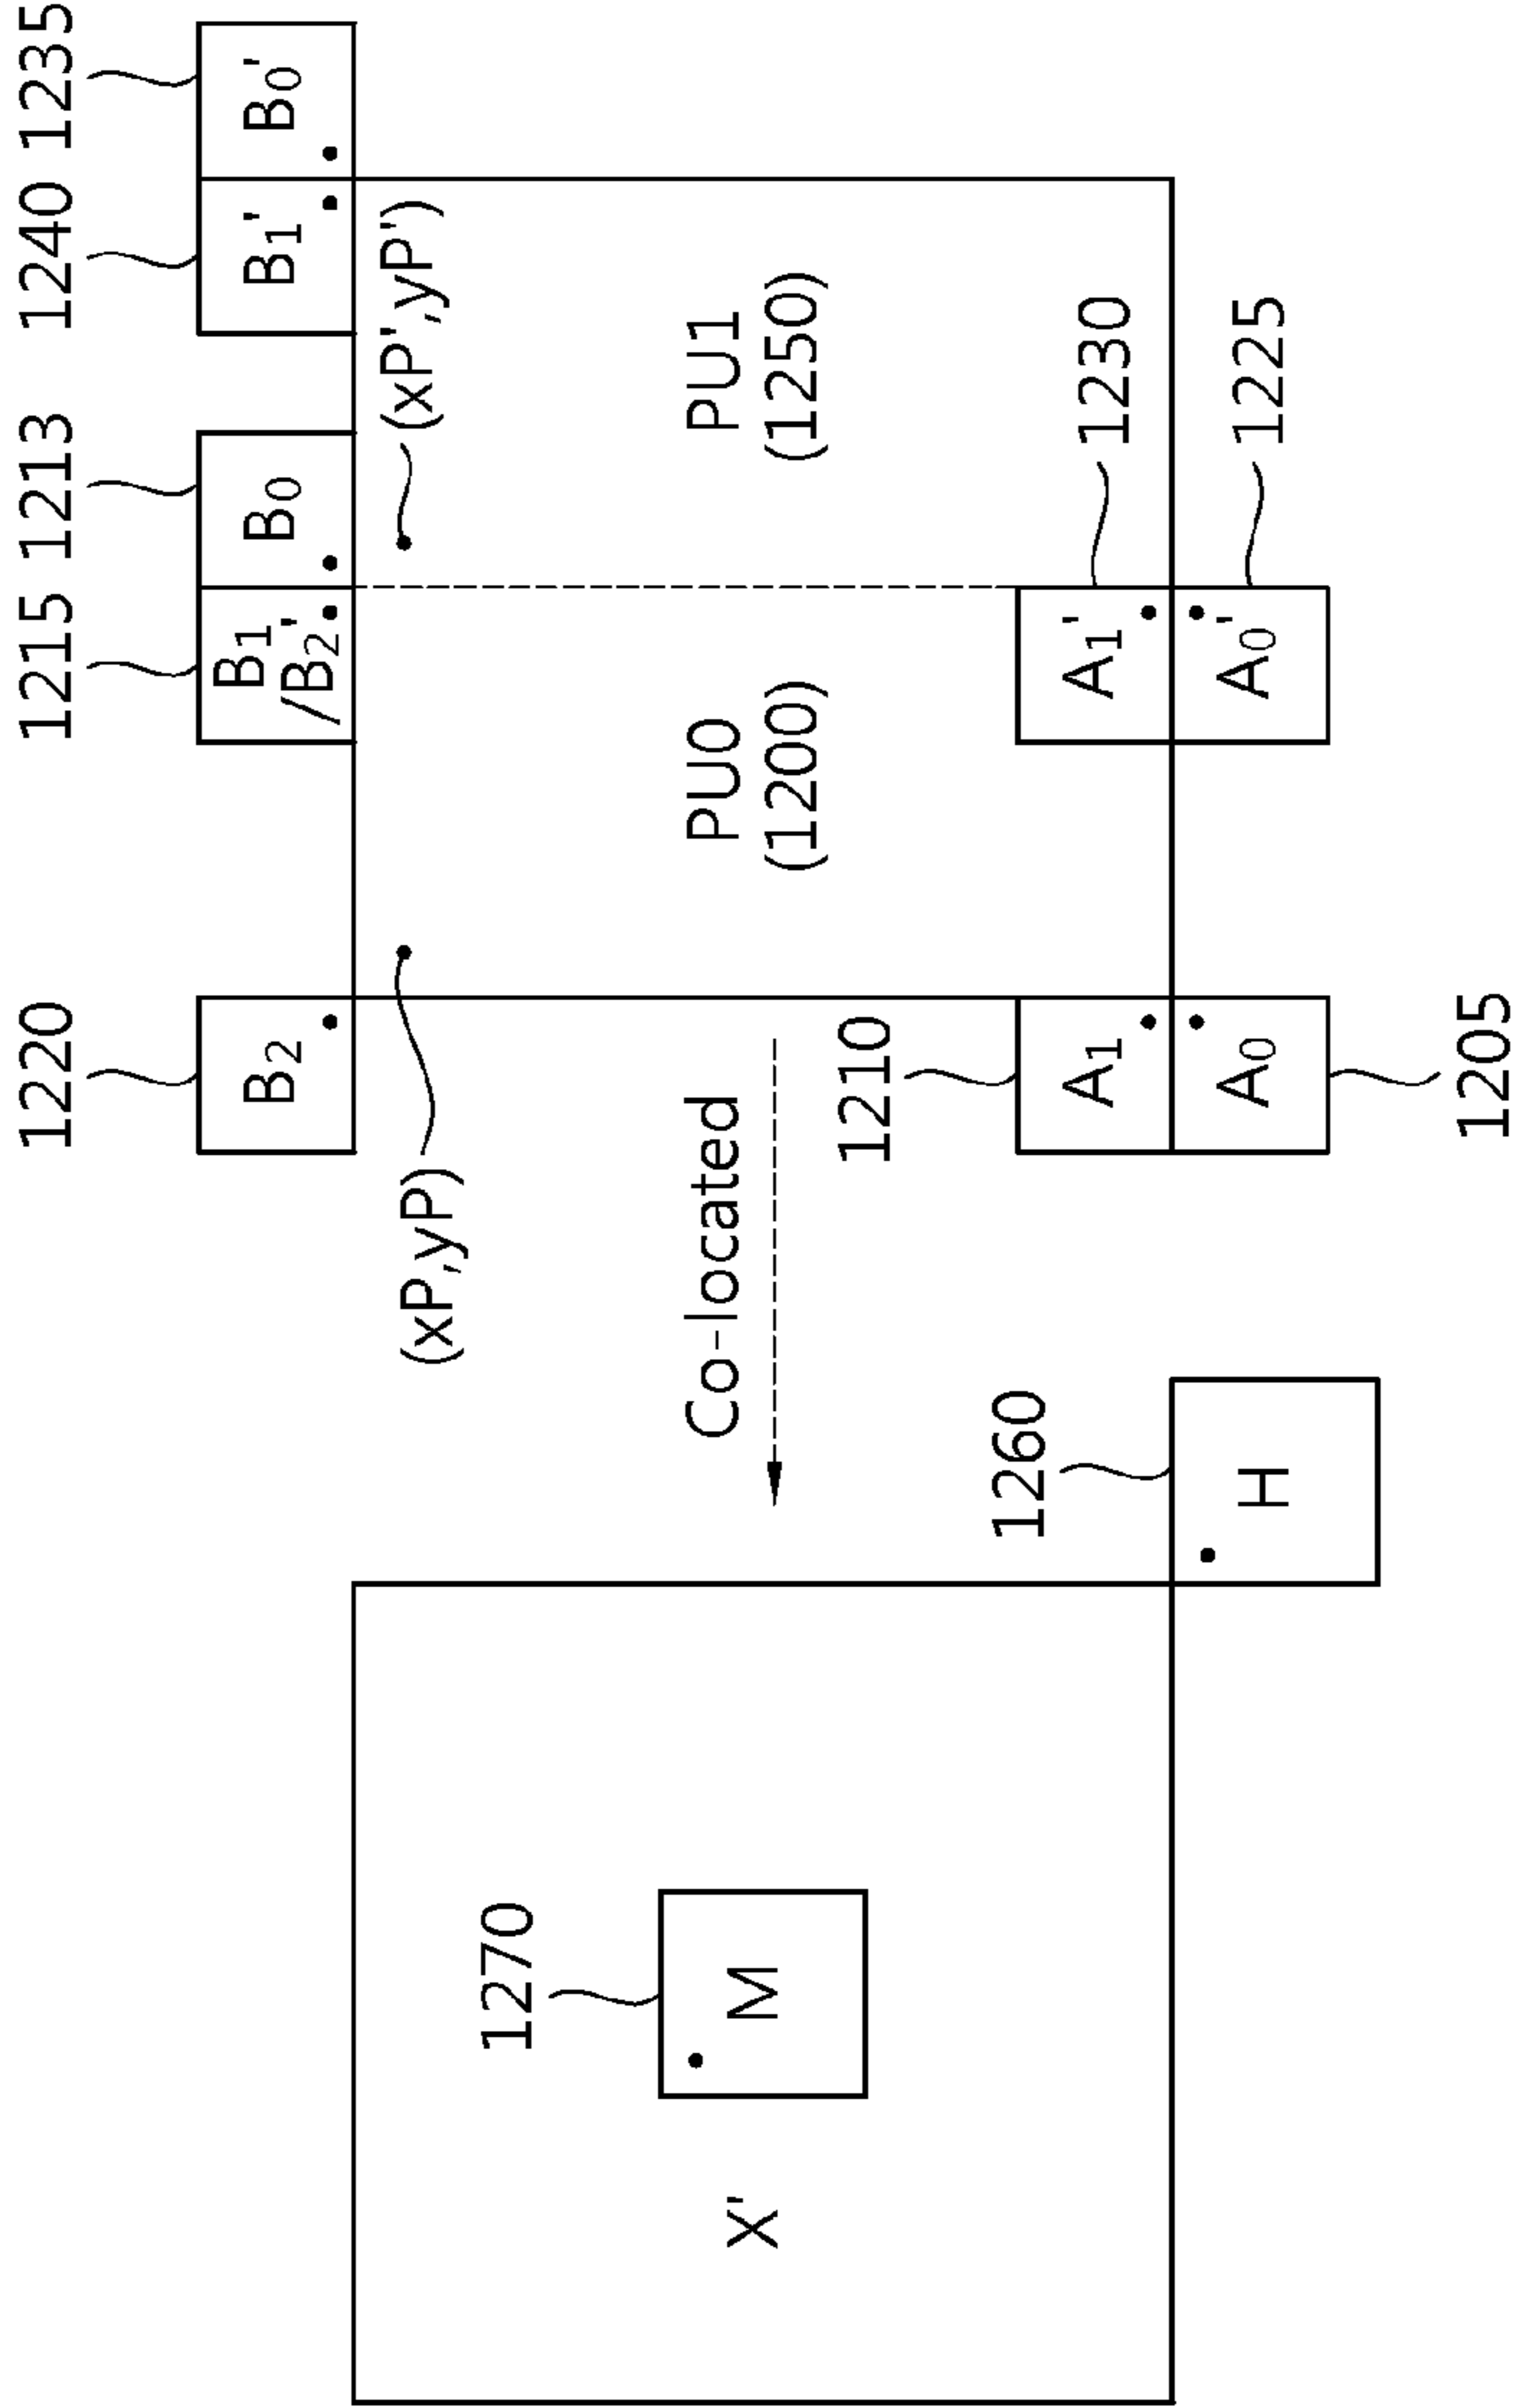 1220
1215
1213
1240
1235
B2
B1
/B2'
B0
B1'
B0'
(xP,yP)
(xP',yP')
X'
M
1270
Co-located
PU0
(1200)
PU1
(1250)
1260
H
1210
A1
A0
1205
A1'
A0'
1230
1225